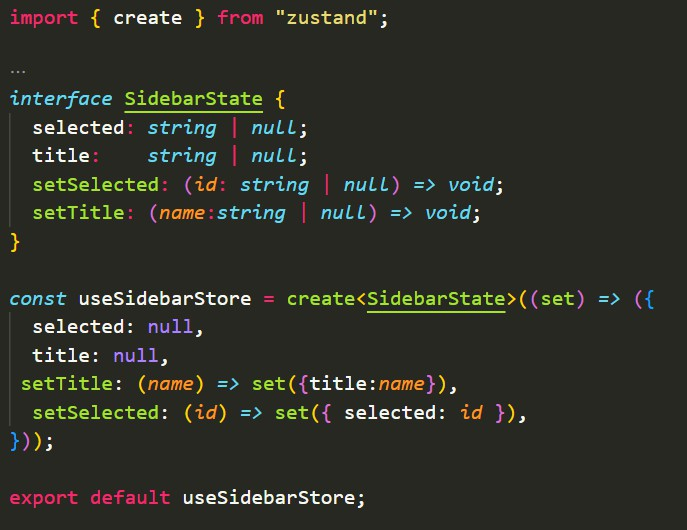 import { create } from "zustand";
...
interface SidebarState {
  selected: string | null;
  title:    string | null;
  setSelected: (id: string | null) => void;
  setTitle: (name:string | null) => void;
}

const useSidebarStore = create<SidebarState>((set) => ({
  selected: null,
  title: null,
 setTitle: (name) => set({title:name}),
  setSelected: (id) => set({ selected: id }),
}));

export default useSidebarStore;